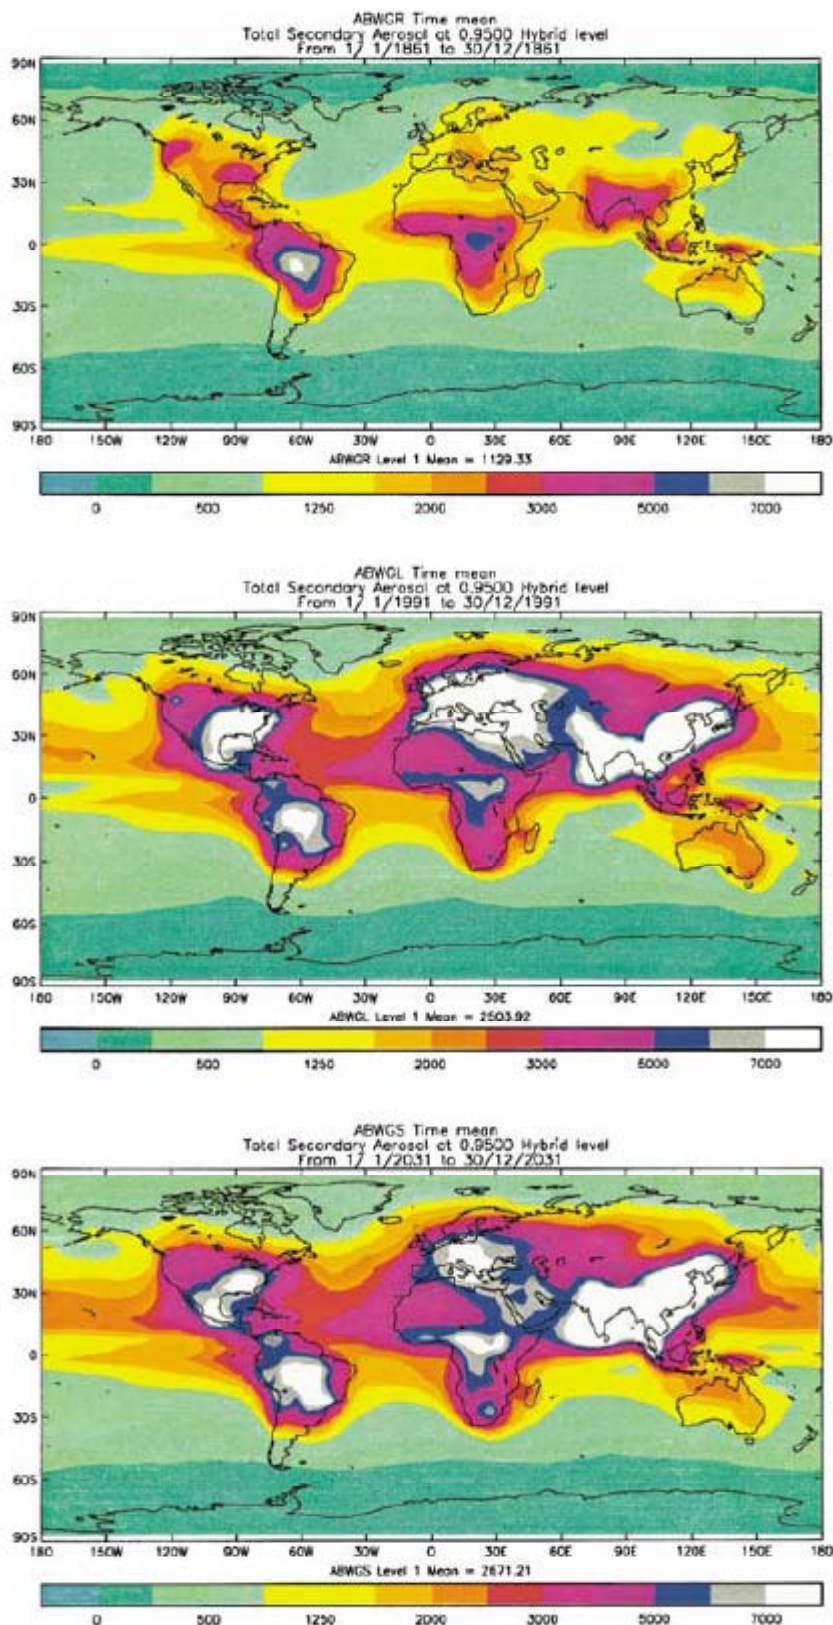 ABWGR Time mean
Total Secondary Aerosol at 0.9500 Hybrid level
From 1/ 1/1861 to 30/12/1861
90N
60N
30N
0
30S
60S
90S
180 150W 120W 90W 60W 30W 0 30E 60E 90E 120E 150E 180
ABWGR Level 1 Mean = 1129.33
0 500 1250 2000 3000 5000 7000
ABWGL Time mean
Total Secondary Aerosol at 0.9500 Hybrid level
From 1/ 1/1991 to 30/12/1991
90N
60N
30N
0
30S
60S
90S
180 150W 120W 90W 60W 30W 0 30E 60E 90E 120E 150E 180
ABWGL Level 1 Mean = 2503.92
0 500 1250 2000 3000 5000 7000
ABWGS Time mean
Total Secondary Aerosol at 0.9500 Hybrid level
From 1/ 1/2031 to 30/12/2031
90N
60N
30N
0
30S
60S
90S
180 150W 120W 90W 60W 30W 0 30E 60E 90E 120E 150E 180
ABWGS Level 1 Mean = 2671.21
0 500 1250 2000 3000 5000 7000